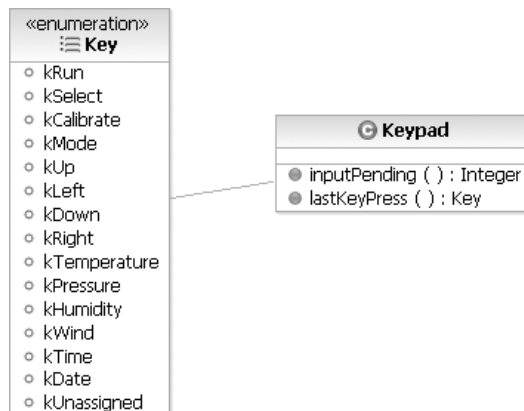 «enumeration»
Key
kRun
kSelect
kCalibrate
kMode
kUp
kLeft
kDown
kRight
kTemperature
kPressure
kHumidity
kWind
kTime
kDate
kUnassigned
C Keypad
inputPending ( ) : Integer
lastKeyPress ( ) : Key